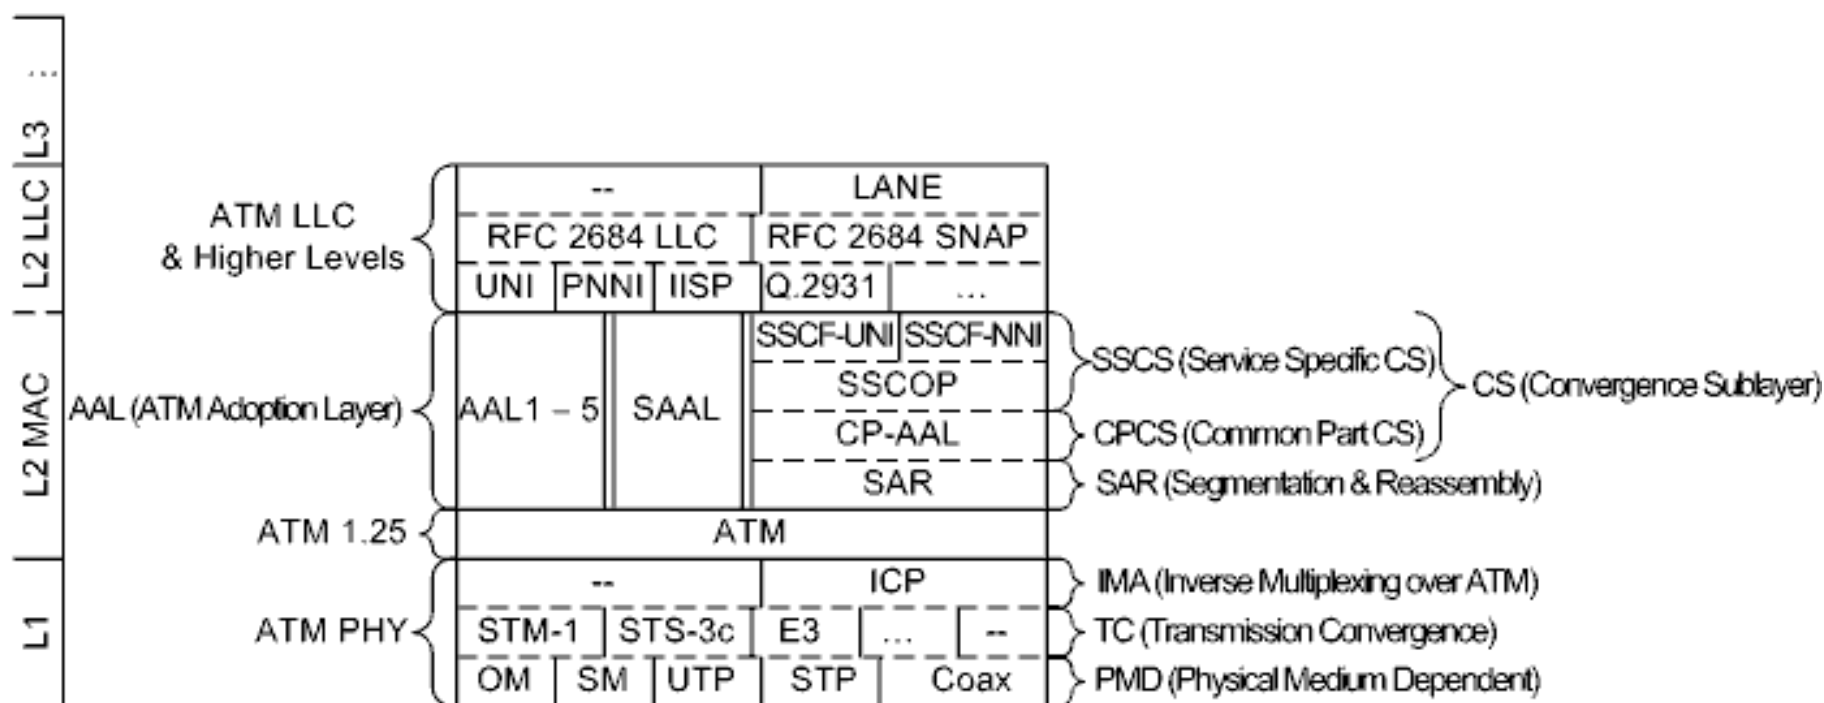 ...
L3
L2 LLC
L2 MAC
L1
ATM LLC
& Higher Levels
-- LANE
RFC 2684 LLC RFC 2684 SNAP
UNI PNNI IISP Q.2931 ...
AAL (ATM Adoption Layer)
AAL1 – 5 SAAL
SSCF-UNI SSCF-NNI
SSCOP
CP-AAL
SAR
SSCS (Service Specific CS)
CPCS (Common Part CS)
CS (Convergence Sublayer)
SAR (Segmentation & Reassembly)
ATM 1.25 ATM
ATM PHY
-- ICP IMA (Inverse Multiplexing over ATM)
STM-1 STS-3c E3 ... -- TC (Transmission Convergence)
OM SM UTP STP Coax PMD (Physical Medium Dependent)